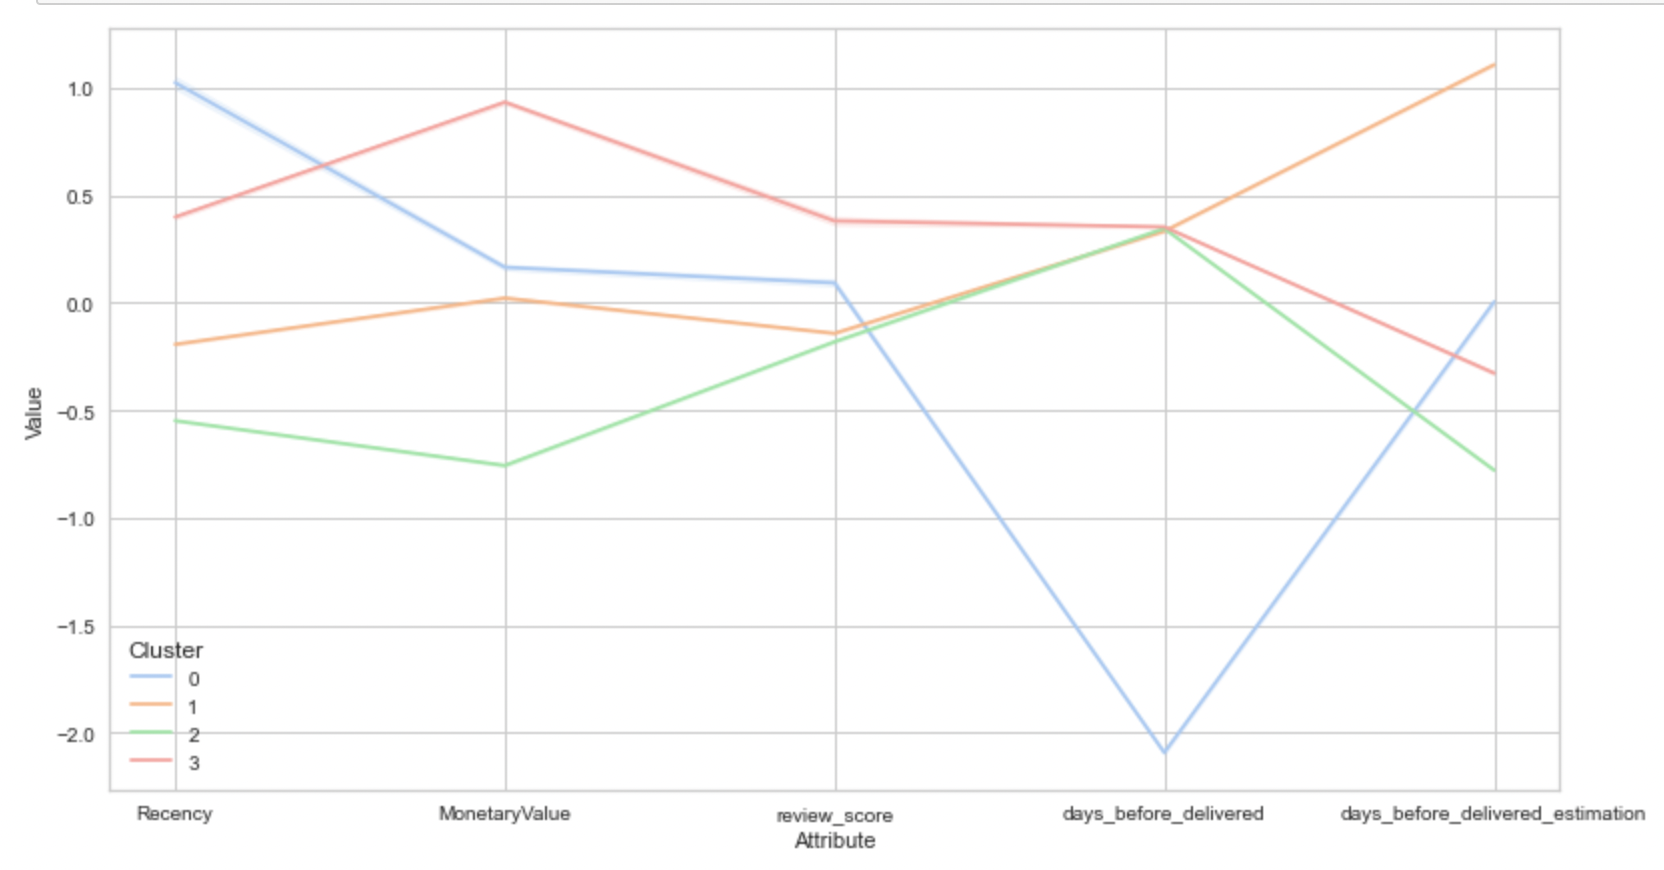 1.0
0.5
0.0
−0.5
−1.0
−1.5
−2.0
Value
Cluster
0
1
2
3
Recency MonetaryValue review_score days_before_delivered days_before_delivered_estimation
Attribute